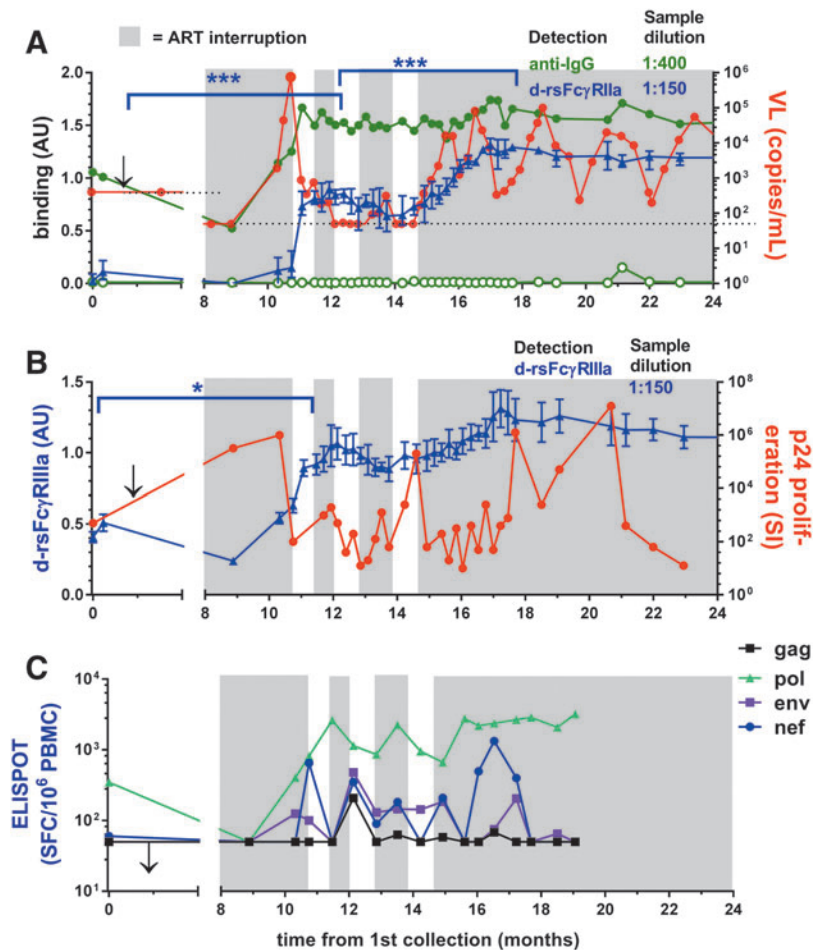 A
= ART interruption
Detection
Sample dilution
anti-IgG 1:400
d-rsFcγRIIa 1:150
***
***
2.0
1.5
1.0
0.5
0.0
binding (AU)
10⁶
10⁵
10⁴
10³
10²
10¹
10⁰
VL (copies/mL)
0 8 10 12 14 16 18 20 22 24
B
Detection
Sample dilution
d-rsFcγRIIIa
1:150
*
1.5
1.0
0.5
0.0
d-rsFcγRIIIa (AU)
10⁸
10⁶
10⁴
10²
10⁰
p24 prolif-
eration (SI)
0 8 10 12 14 16 18 20 22 24
C
10⁴
10³
10²
10¹
ELISPOT
(SFC/10⁶ PBMC)
gag
pol
env
nef
0 8 10 12 14 16 18 20 22 24
time from 1st collection (months)